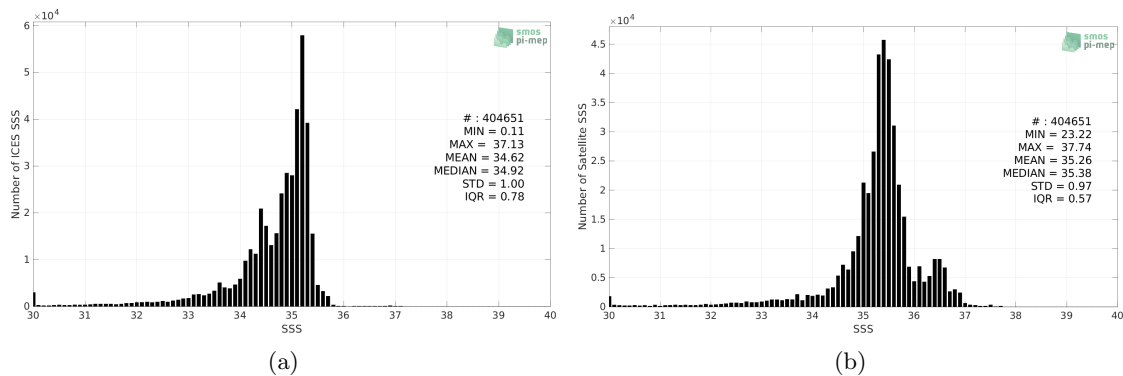 ×10⁴
6
5
4
3
2
1
0
Number of ICES SSS
30 31 32 33 34 35 36 37 38 39 40
SSS
smos
pi-mep
# : 404651
MIN = 0.11
MAX = 37.13
MEAN = 34.62
MEDIAN = 34.92
STD = 1.00
IQR = 0.78
(a)
×10⁴
4.5
4
3.5
3
2.5
2
1.5
1
0.5
0
Number of Satellite SSS
30 31 32 33 34 35 36 37 38 39 40
SSS
smos
pi-mep
# : 404651
MIN = 23.22
MAX = 37.74
MEAN = 35.26
MEDIAN = 35.38
STD = 0.97
IQR = 0.57
(b)